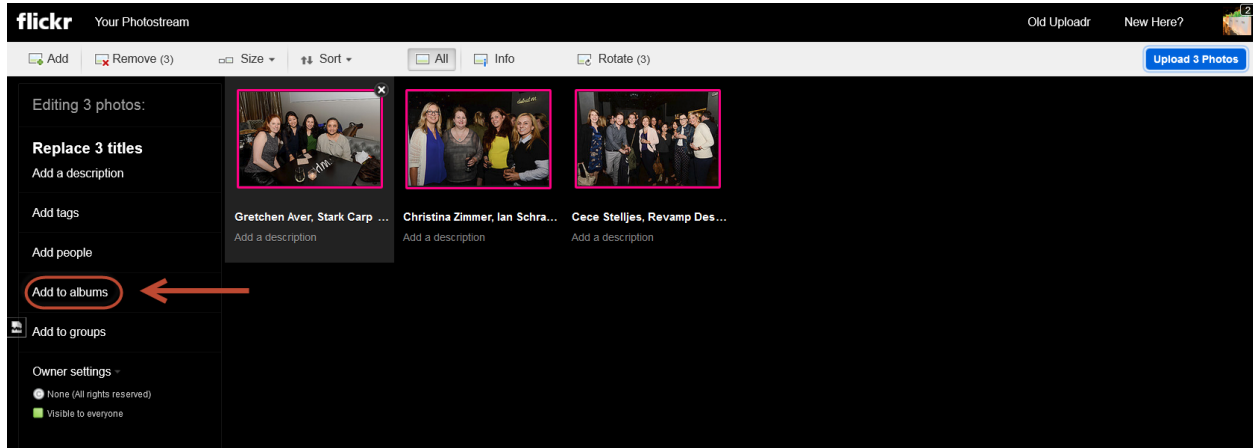 flickr Your Photostream Old Uploadr New Here? 2
Add Remove (3) Size Sort All Info Rotate (3) Upload 3 Photos
Editing 3 photos:
Replace 3 titles
Add a description
Add tags
Add people
Add to albums
Add to groups
Owner settings
None (All rights reserved)
Visible to everyone
Gretchen Aver, Stark Carp ... Christina Zimmer, Ian Schra... Cece Stelljes, Revamp Des...
Add a description Add a description Add a description